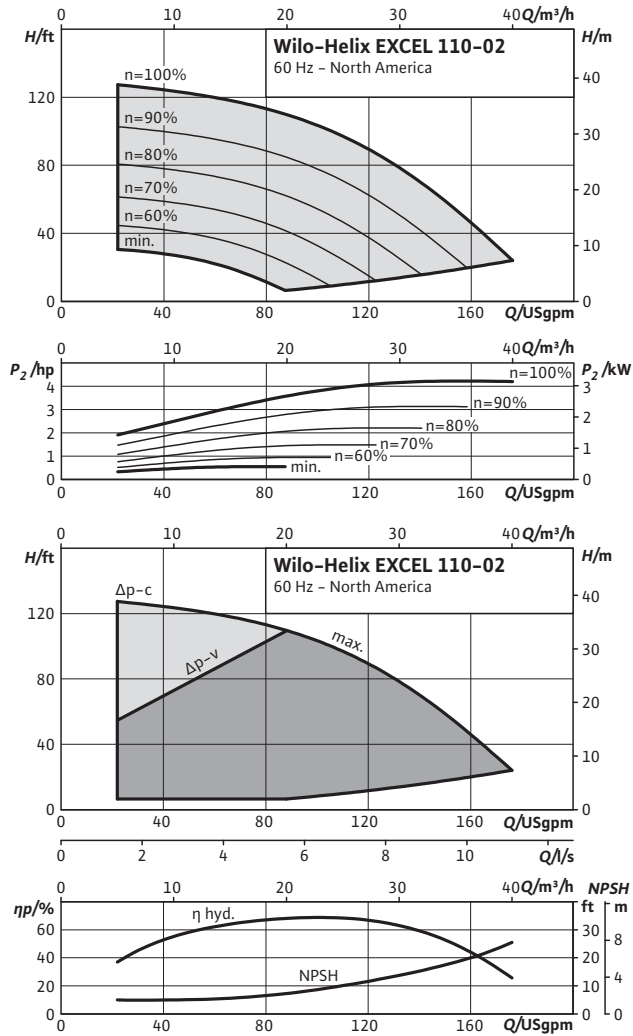 0 10 20 30 40 Q/m³/h
H/ft H/m
Wilo-Helix EXCEL 110-02
60 Hz - North America
n=100%
40
120
n=90%
30
n=80%
80
20
n=70%
n=60%
40
min.
10
0 0
0 40 80 120 160 Q/USgpm
0 10 20 30 40 Q/m³/h
P₂/hp P₂/kW
n=100%
4 3
n=90%
3
2
n=80%
2
n=70%
1
1
n=60%
min.
0 0
0 40 80 120 160 Q/USgpm
0 10 20 30 40 Q/m³/h
H/ft H/m
Wilo-Helix EXCEL 110-02
60 Hz - North America
Δp-c
40
120
max.
30
Δp-v
80
20
40
10
0 0
0 40 80 120 160 Q/USgpm
0 2 4 6 8 10 Q/l/s
0 10 20 30 40 Q/m³/h NPSH
ηp/% ft m
η hyd.
60 30
8
40 20
NPSH
4
20 10
0 0 0
0 40 80 120 160 Q/USgpm